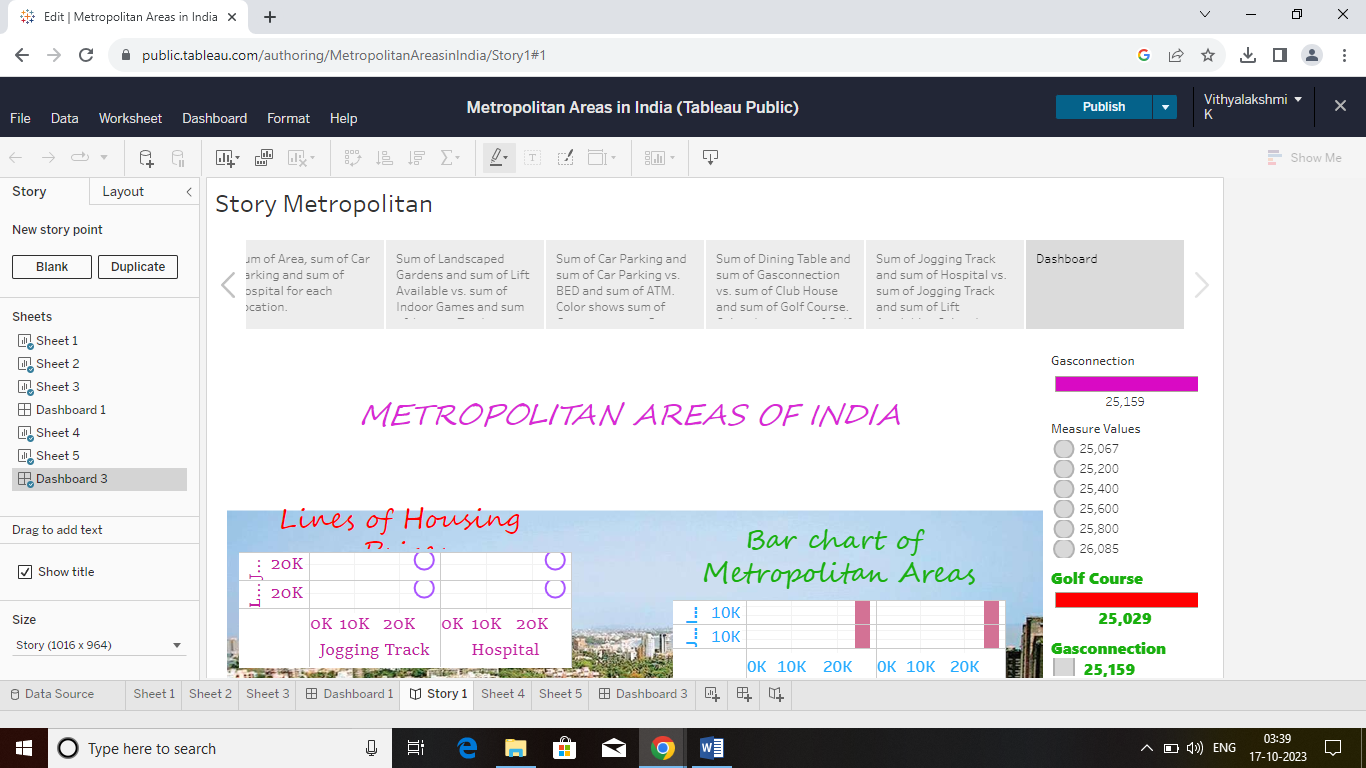 Edit | Metropolitan Areas in India
public.tableau.com/authoring/MetropolitanAreasinIndia/Story1#1
Metropolitan Areas in India (Tableau Public)
Publish
Vithyalakshmi
K
File Data Worksheet Dashboard Format Help
Show Me
Story Layout
New story point
Blank Duplicate
Sheets
Sheet 1
Sheet 2
Sheet 3
Dashboard 1
Sheet 4
Sheet 5
Dashboard 3
Drag to add text
Show title
Size
Story (1016 x 964)
Story Metropolitan
um of Area, sum of Car
arking and sum of
ospital for each
ocation.
Sum of Landscaped
Gardens and sum of Lift
Available vs. sum of
Indoor Games and sum
Sum of Car Parking and
sum of Car Parking vs.
BED and sum of ATM.
Color shows sum of
Sum of Dining Table and
sum of Gasconnection
vs. sum of Club House
and sum of Golf Course.
Sum of Jogging Track
and sum of Hospital vs.
sum of Jogging Track
and sum of Lift
Dashboard
METROPOLITAN AREAS OF INDIA
Lines of Housing
J... 20K
L... 20K
0K 10K 20K 0K 10K 20K
Jogging Track Hospital
Bar chart of
Metropolitan Areas
J... 10K
J... 10K
0K 10K 20K 0K 10K 20K
Gasconnection
25,159
Measure Values
25,067
25,200
25,400
25,600
25,800
26,085
Golf Course
25,029
Gasconnection
25,159
Data Source Sheet 1 Sheet 2 Sheet 3 Dashboard 1 Story 1 Sheet 4 Sheet 5 Dashboard 3
Type here to search
ENG
03:39
17-10-2023